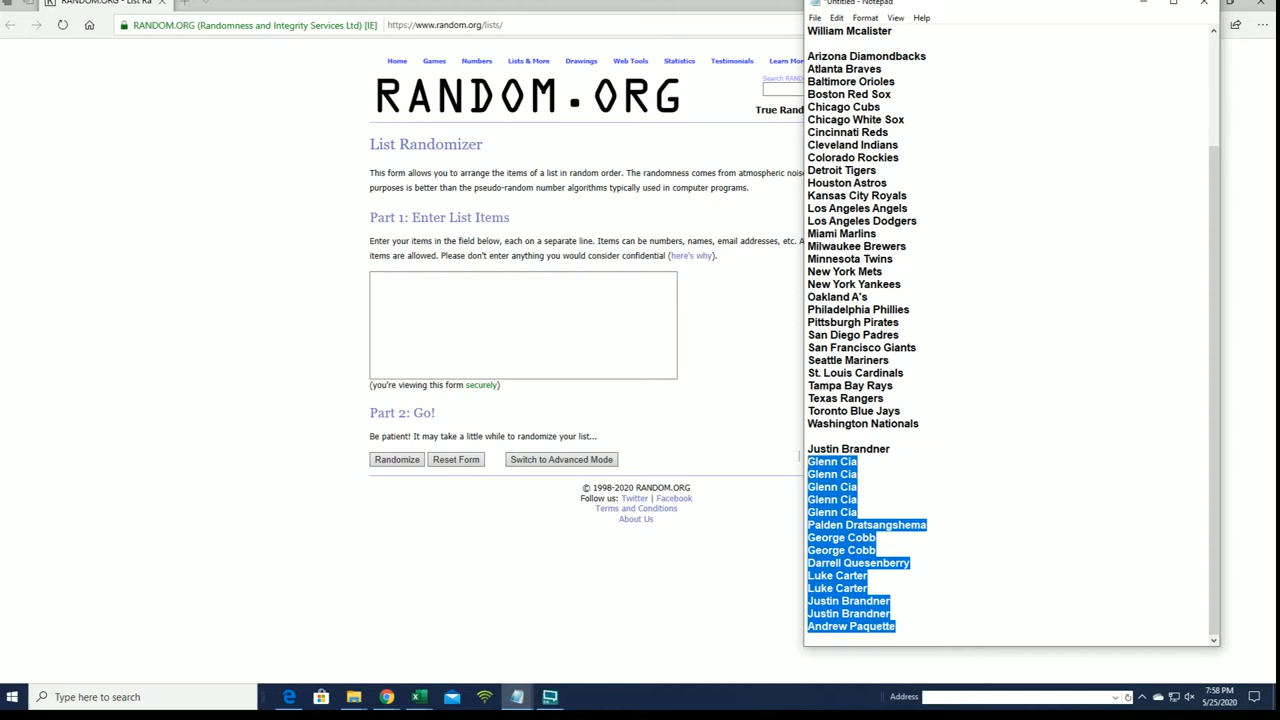 RANDOM.ORG - List Ra
*Untitled - Notepad
RANDOM.ORG (Randomness and Integrity Services Ltd) [IE]
https://www.random.org/lists/
File Edit Format View Help
Home Games Numbers Lists & More Drawings Web Tools Statistics Testimonials Learn Mor
Search RAND
RANDOM.ORG
True Rand
List Randomizer
This form allows you to arrange the items of a list in random order. The randomness comes from atmospheric nois
purposes is better than the pseudo-random number algorithms typically used in computer programs.
Part 1: Enter List Items
Enter your items in the field below, each on a separate line. Items can be numbers, names, email addresses, etc. A
items are allowed. Please don't enter anything you would consider confidential (here's why).
(you're viewing this form securely)
Part 2: Go!
Be patient! It may take a little while to randomize your list...
Randomize Reset Form Switch to Advanced Mode
© 1998-2020 RANDOM.ORG
Follow us: Twitter | Facebook
Terms and Conditions
About Us
William Mcalister
Arizona Diamondbacks
Atlanta Braves
Baltimore Orioles
Boston Red Sox
Chicago Cubs
Chicago White Sox
Cincinnati Reds
Cleveland Indians
Colorado Rockies
Detroit Tigers
Houston Astros
Kansas City Royals
Los Angeles Angels
Los Angeles Dodgers
Miami Marlins
Milwaukee Brewers
Minnesota Twins
New York Mets
New York Yankees
Oakland A's
Philadelphia Phillies
Pittsburgh Pirates
San Diego Padres
San Francisco Giants
Seattle Mariners
St. Louis Cardinals
Tampa Bay Rays
Texas Rangers
Toronto Blue Jays
Washington Nationals
Justin Brandner
Glenn Cia
Glenn Cia
Glenn Cia
Glenn Cia
Glenn Cia
Palden Dratsangshema
George Cobb
George Cobb
Darrell Quesenberry
Luke Carter
Luke Carter
Justin Brandner
Justin Brandner
Andrew Paquette
Type here to search
Address
7:58 PM
5/25/2020